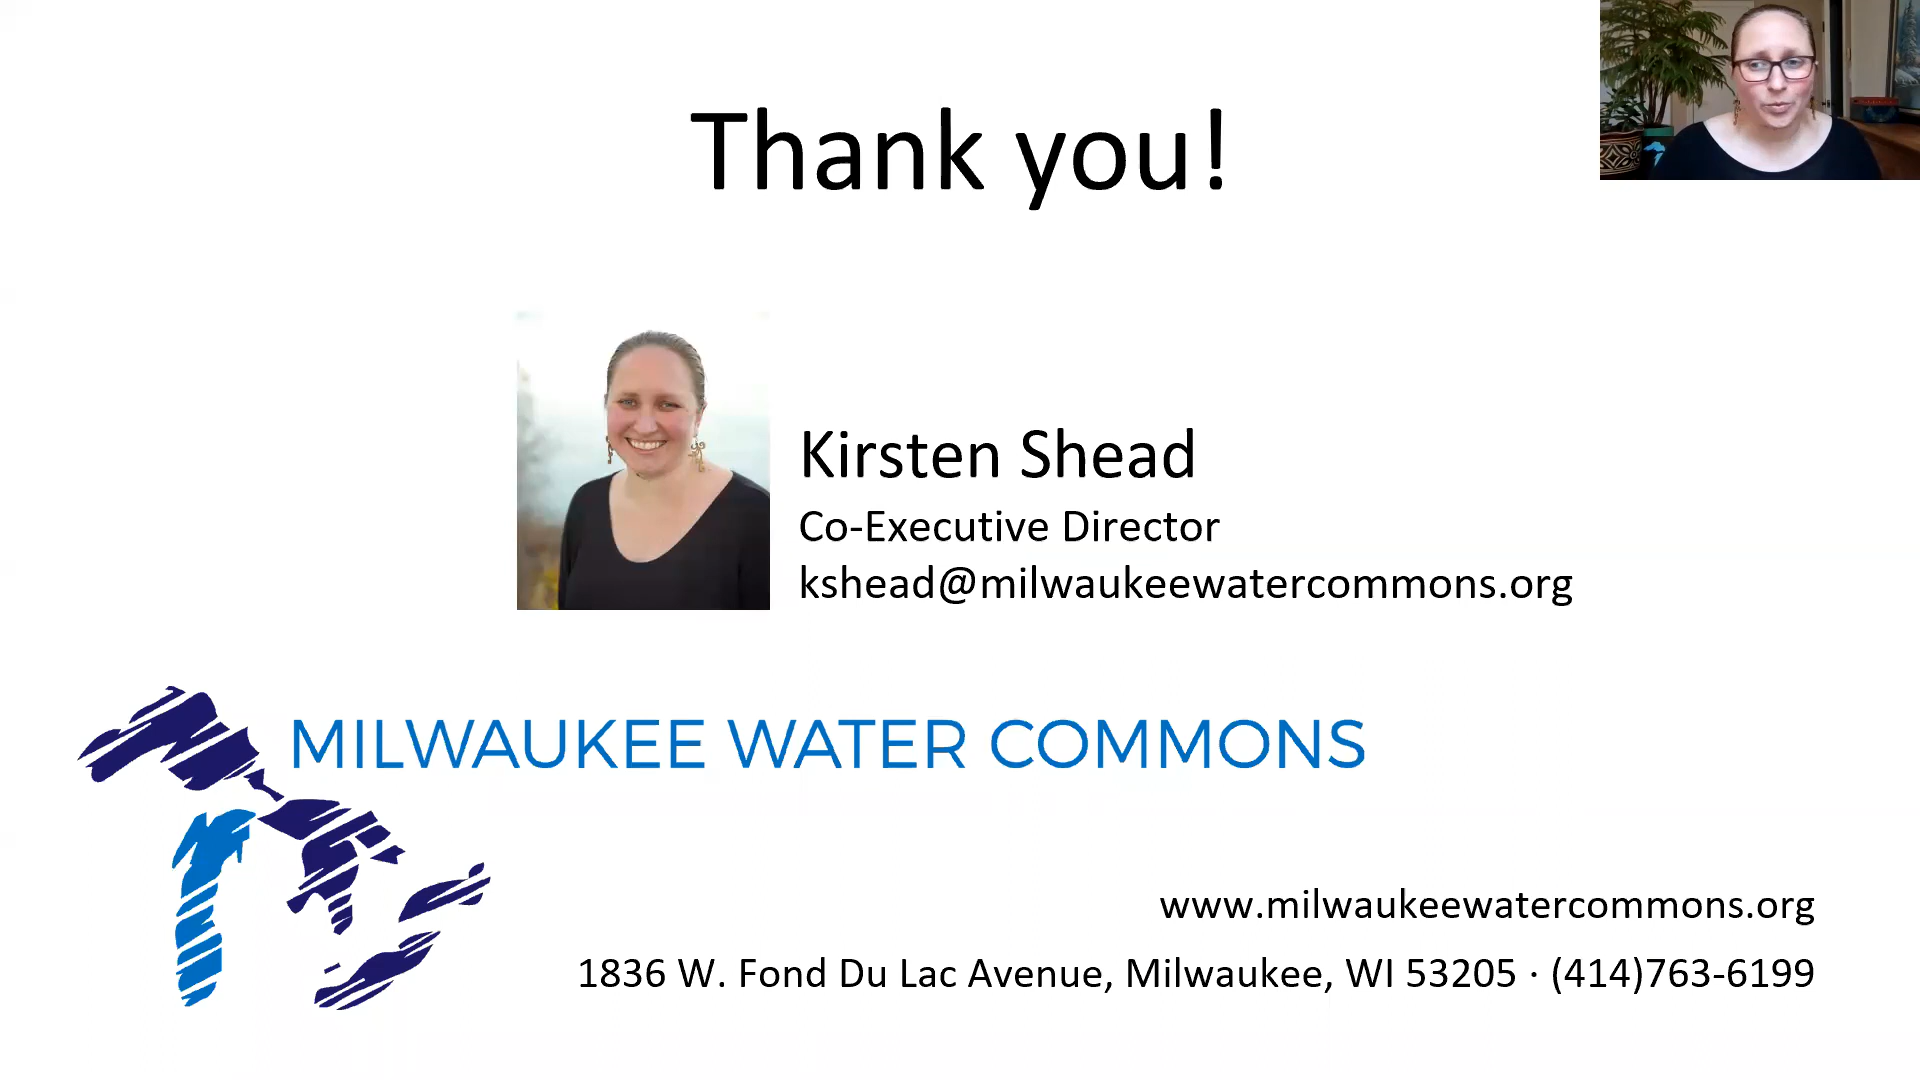 Thank you!
Kirsten Shead
Co-Executive Director
kshead@milwaukeewatercommons.org
MILWAUKEE WATER COMMONS
www.milwaukeewatercommons.org
1836 W. Fond Du Lac Avenue, Milwaukee, WI 53205 · (414)763-6199